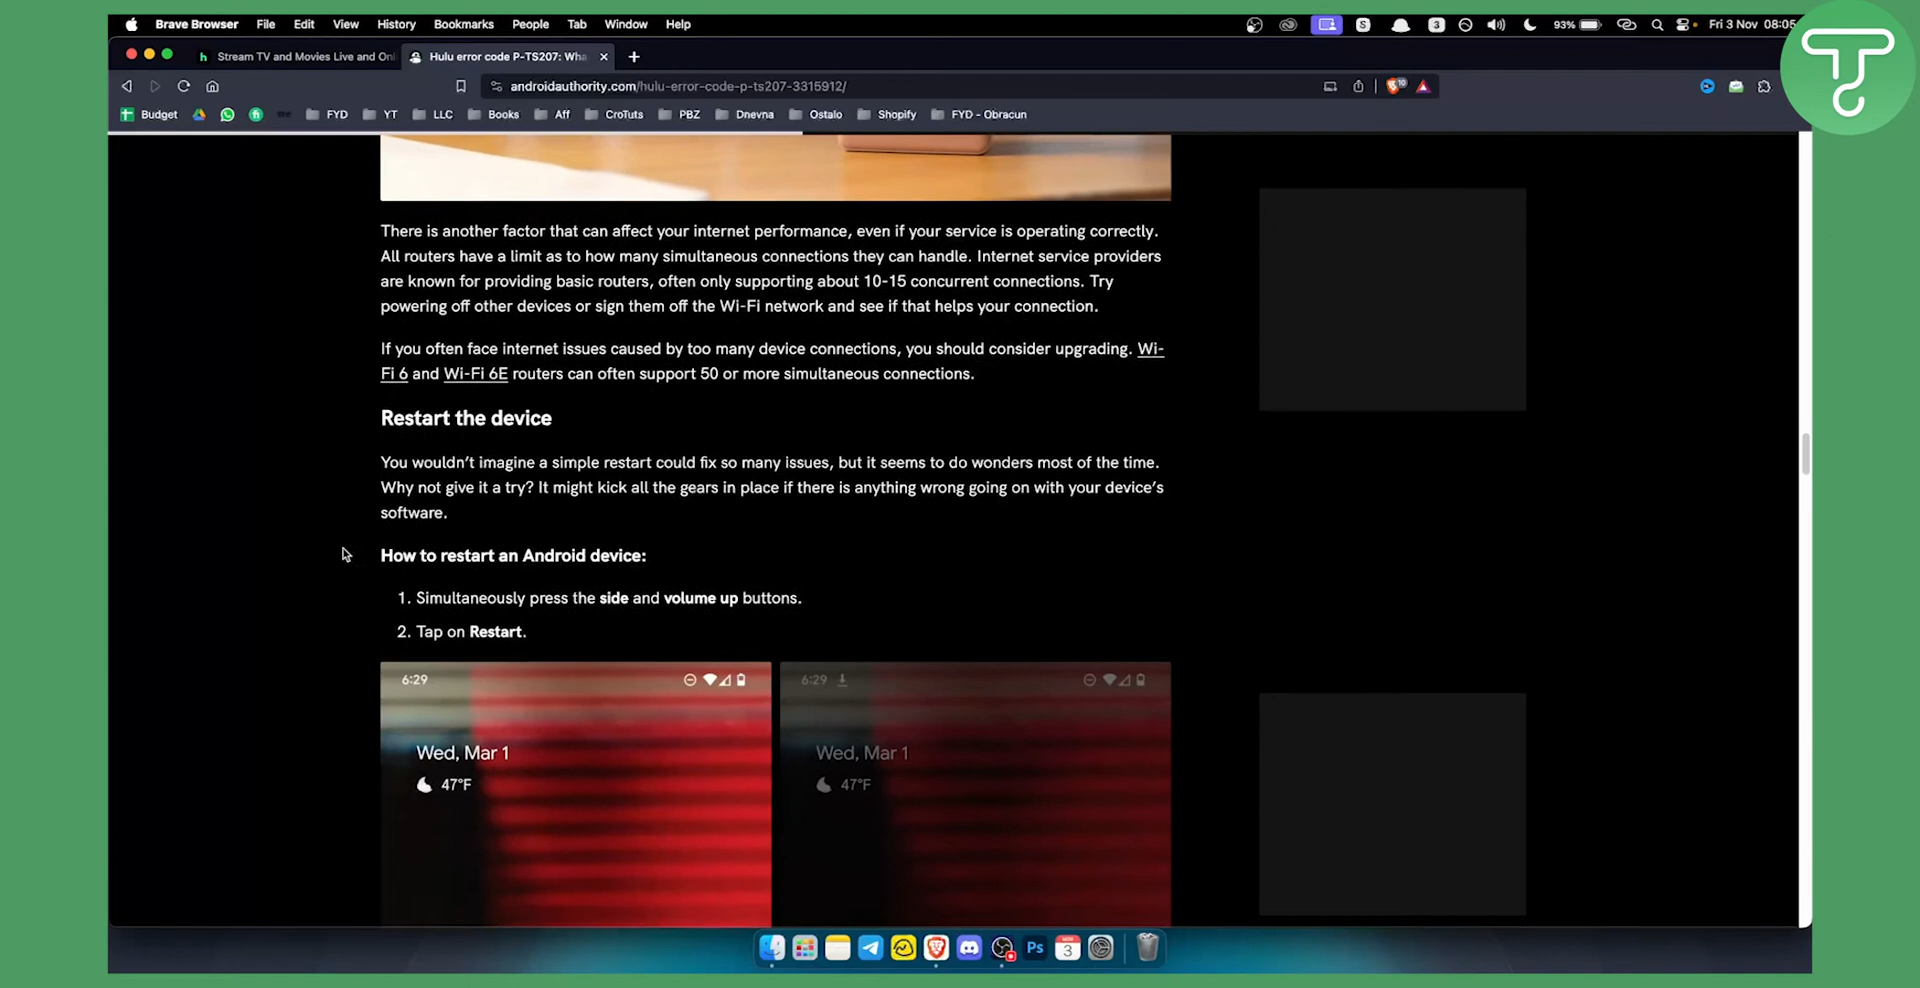 Brave Browser File Edit View History Bookmarks People Tab Window Help 93% Fri 3 Nov 08:05
Stream TV and Movies Live and Onl Hulu error code P-TS207: Wha
androidauthority.com/hulu-error-code-p-ts207-3315912/
Budget FYD YT LLC Books Aff CroTuts PBZ Dnevna Ostalo Shopify FYD - Obracun
There is another factor that can affect your internet performance, even if your service is operating correctly.
All routers have a limit as to how many simultaneous connections they can handle. Internet service providers
are known for providing basic routers, often only supporting about 10-15 concurrent connections. Try
powering off other devices or sign them off the Wi-Fi network and see if that helps your connection.
If you often face internet issues caused by too many device connections, you should consider upgrading. Wi-
Fi 6 and Wi-Fi 6E routers can often support 50 or more simultaneous connections.
Restart the device
You wouldn't imagine a simple restart could fix so many issues, but it seems to do wonders most of the time.
Why not give it a try? It might kick all the gears in place if there is anything wrong going on with your device's
software.
How to restart an Android device:
1. Simultaneously press the side and volume up buttons.
2. Tap on Restart.
6:29 6:29
Wed, Mar 1 Wed, Mar 1
47°F 47°F
Ps 3